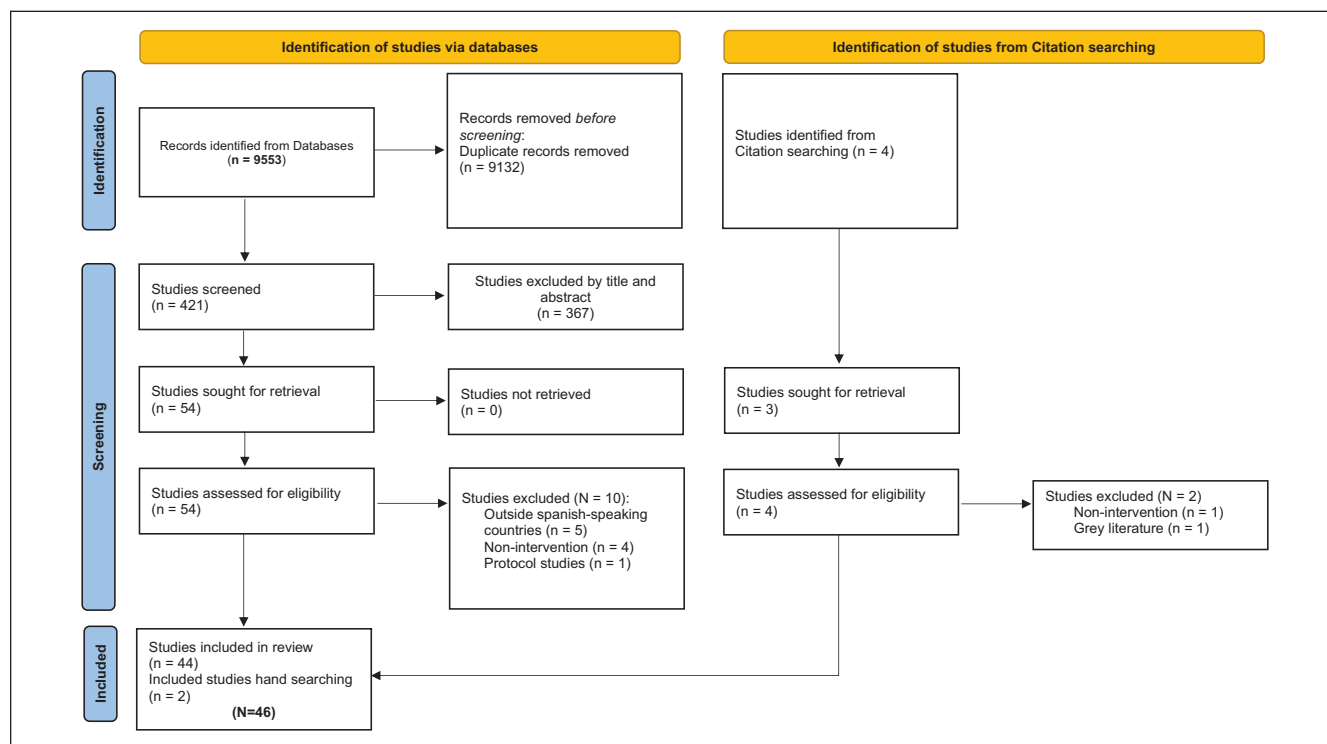 Identification of studies via databases
Identification of studies from Citation searching
Identification
Records identified from Databases
(n = 9553)
Records removed before
screening:
Duplicate records removed
(n = 9132)
Studies identified from
Citation searching (n = 4)
Screening
Studies screened
(n = 421)
Studies excluded by title and
abstract
(n = 367)
Studies sought for retrieval
(n = 54)
Studies not retrieved
(n = 0)
Studies sought for retrieval
(n = 3)
Studies assessed for eligibility
(n = 54)
Studies excluded (N = 10):
Outside spanish-speaking
countries (n = 5)
Non-intervention (n = 4)
Protocol studies (n = 1)
Studies assessed for eligibility
(n = 4)
Studies excluded (N = 2)
Non-intervention (n = 1)
Grey literature (n = 1)
Included
Studies included in review
(n = 44)
Included studies hand searching
(n = 2)
(N=46)